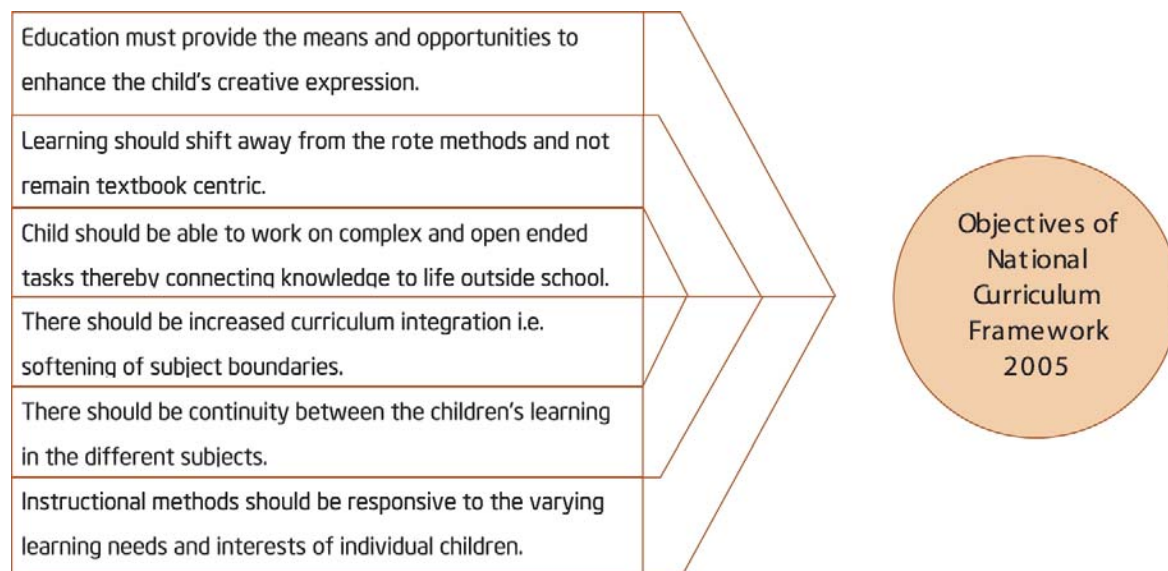 Education must provide the means and opportunities to
enhance the child's creative expression.
Learning should shift away from the rote methods and not
remain textbook centric.
Child should be able to work on complex and open ended
tasks thereby connecting knowledge to life outside school.
There should be increased curriculum integration i.e.
softening of subject boundaries.
There should be continuity between the children's learning
in the different subjects.
Instructional methods should be responsive to the varying
learning needs and interests of individual children.
Objectives of
National
Curriculum
Framework
2005